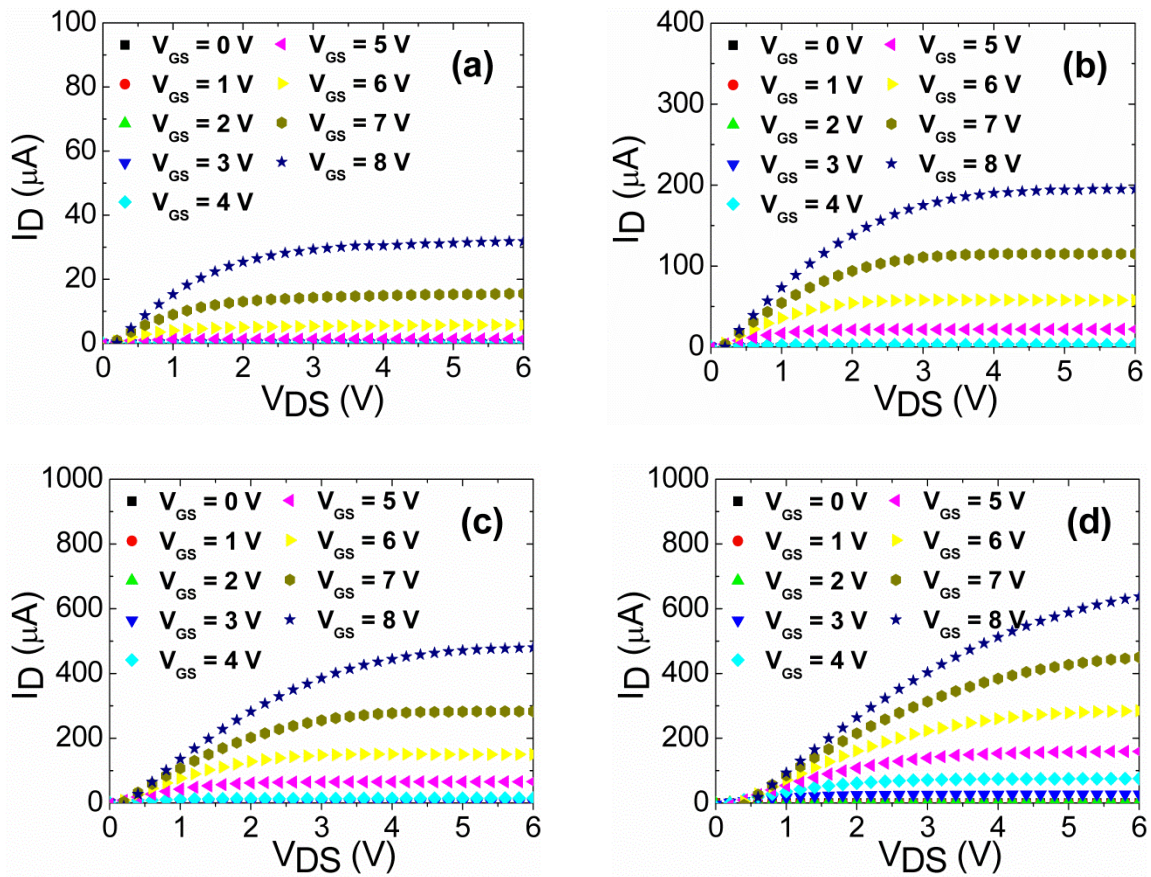 100
80
60
40
20
0
I_D (μA)
V_GS = 0 V
V_GS = 1 V
V_GS = 2 V
V_GS = 3 V
V_GS = 4 V
V_GS = 5 V
V_GS = 6 V
V_GS = 7 V
V_GS = 8 V
(a)
0 1 2 3 4 5 6
V_DS (V)
400
300
200
100
0
I_D (μA)
V_GS = 0 V
V_GS = 1 V
V_GS = 2 V
V_GS = 3 V
V_GS = 4 V
V_GS = 5 V
V_GS = 6 V
V_GS = 7 V
V_GS = 8 V
(b)
0 1 2 3 4 5 6
V_DS (V)
1000
800
600
400
200
0
I_D (μA)
V_GS = 0 V
V_GS = 1 V
V_GS = 2 V
V_GS = 3 V
V_GS = 4 V
V_GS = 5 V
V_GS = 6 V
V_GS = 7 V
V_GS = 8 V
(c)
0 1 2 3 4 5 6
V_DS (V)
1000
800
600
400
200
0
I_D (μA)
V_GS = 0 V
V_GS = 1 V
V_GS = 2 V
V_GS = 3 V
V_GS = 4 V
V_GS = 5 V
V_GS = 6 V
V_GS = 7 V
V_GS = 8 V
(d)
0 1 2 3 4 5 6
V_DS (V)